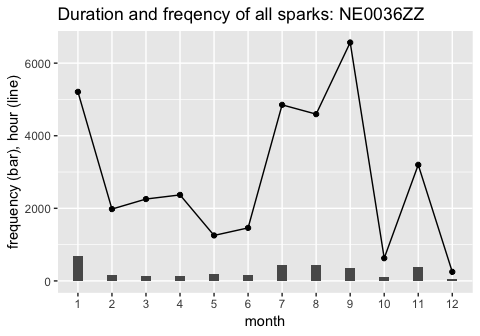 Duration and freqency of all sparks: NE0036ZZ
frequency (bar), hour (line)
6000
4000
2000
0
1 2 3 4 5 6 7 8 9 10 11 12
month